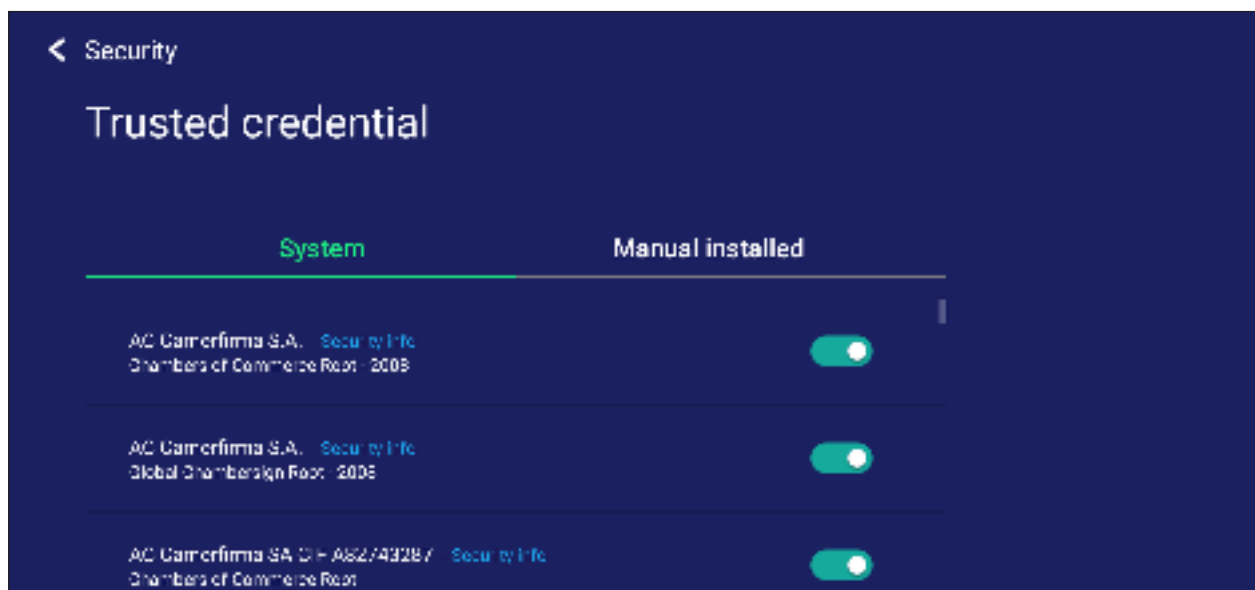 Security
Trusted credential
System Manual installed
AC Camerfirma S.A. Security info
Chambers of Commerce Root - 2008
AC Camerfirma S.A. Security info
Global Chambersign Root - 2008
AC Camerfirma SA CIF A82743287 Security info
Chambers of Commerce Root